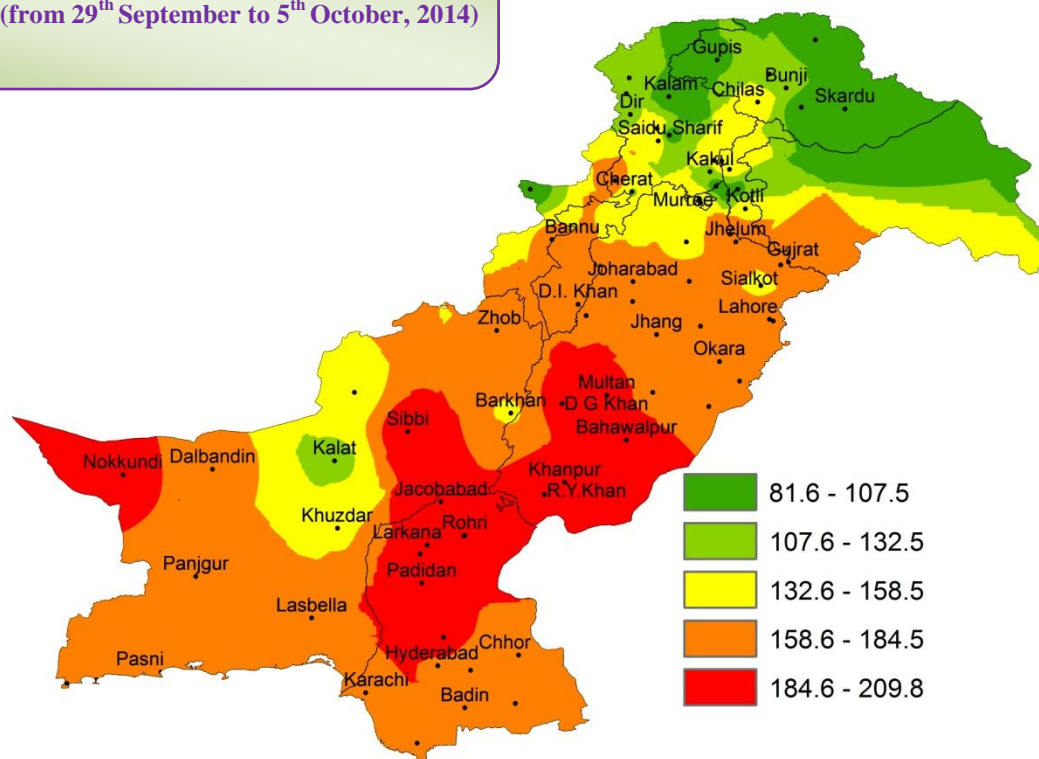 (from 29th September to 5th October, 2014)
Gupis
Bunji
Kalam
Chilas
Skardu
Dir
Saidu Sharif
Kakul
Cherat
Kotli
Bannu
Jhelum
Gujrat
Joharabad
Sialkot
D.I. Khan
Lahore
Zhob
Jhang
Okara
Multan
Barkhan
D G Khan
Sibbi
Bahawalpur
Kalat
Dalbandin
Nokkundi
Khanpur
R.Y.Khan
Jacobabad
Khuzdar
Rohri
Larkana
Panjgur
Padidan
Lasbella
Chhor
Hyderabad
Pasni
Karachi
Badin
81.6 - 107.5
107.6 - 132.5
132.6 - 158.5
158.6 - 184.5
184.6 - 209.8